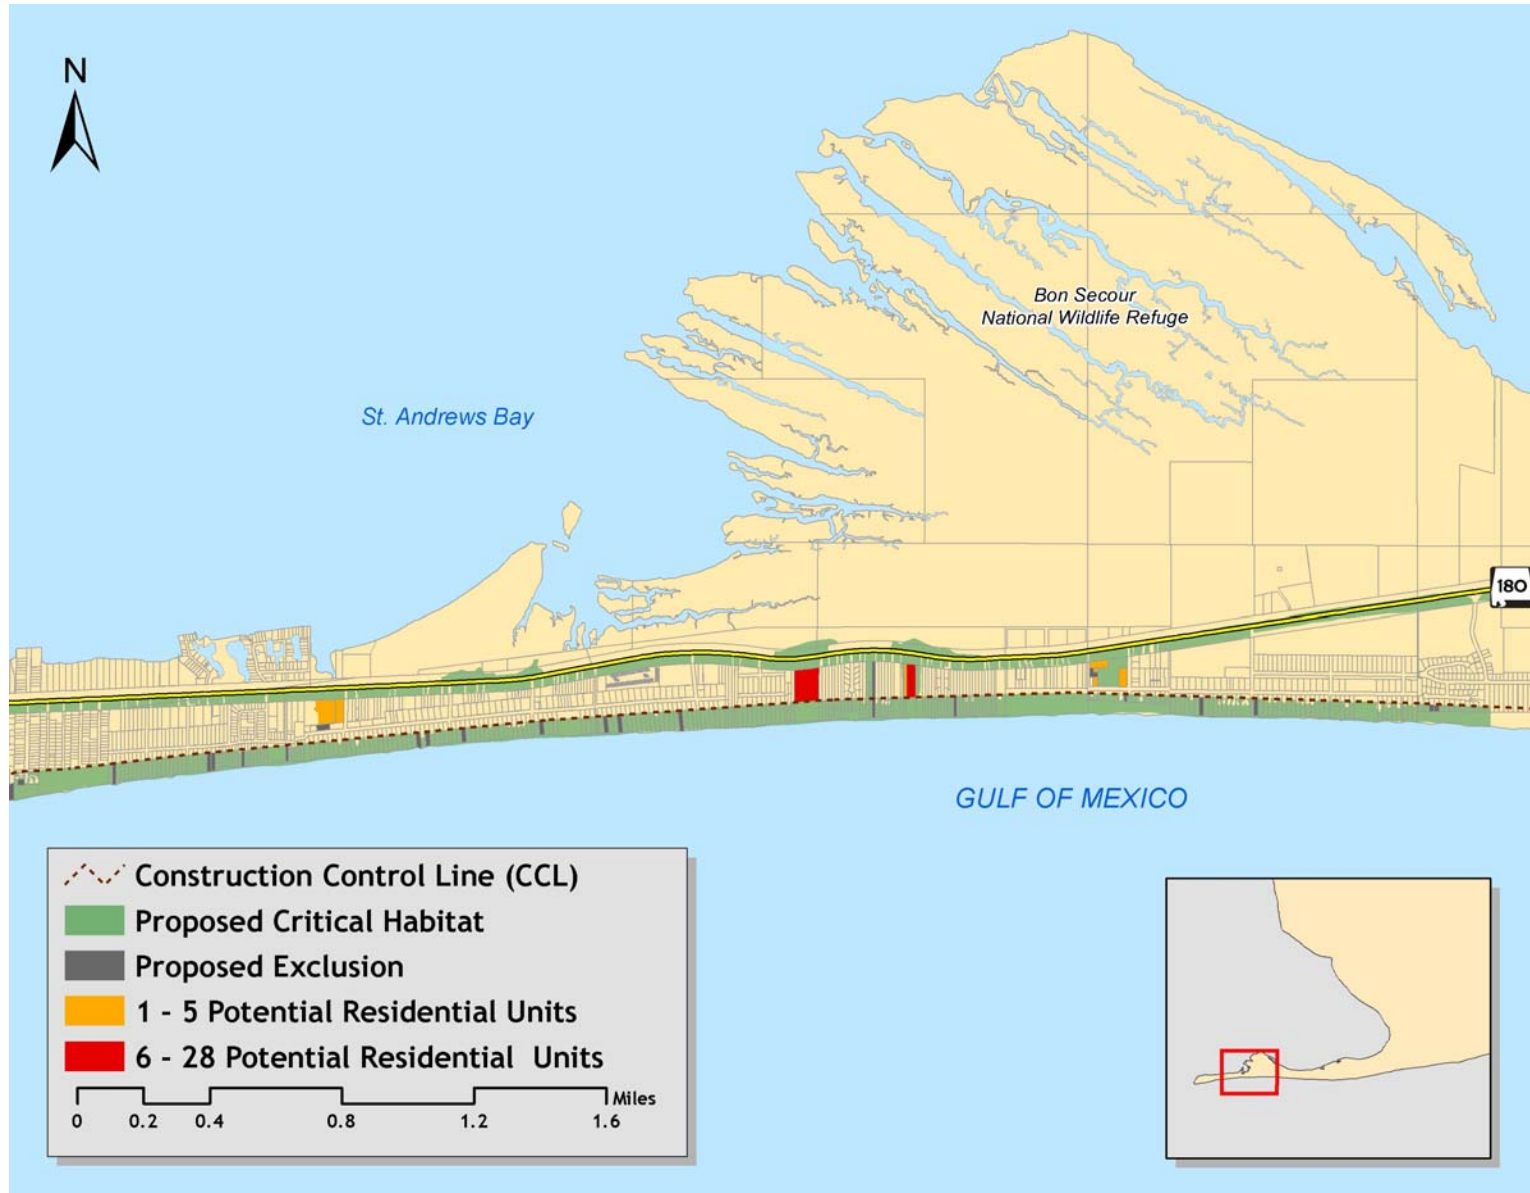 N
Bon Secour
National Wildlife Refuge
St. Andrews Bay
180
GULF OF MEXICO
Construction Control Line (CCL)
Proposed Critical Habitat
Proposed Exclusion
1 - 5 Potential Residential Units
6 - 28 Potential Residential Units
Miles
0 0.2 0.4 0.8 1.2 1.6